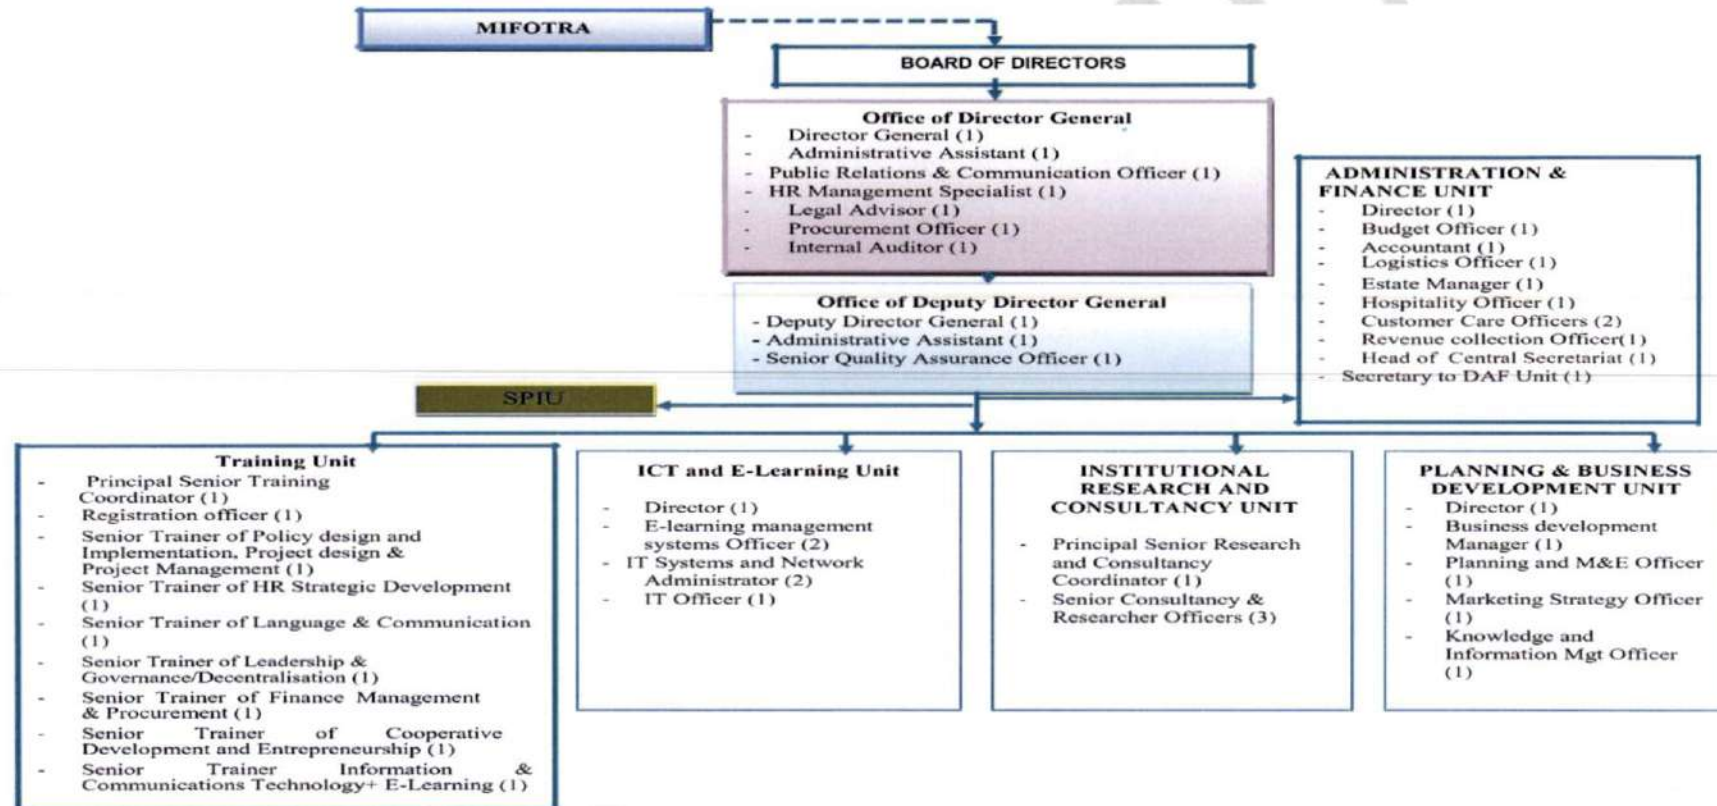 MIFOTRA
BOARD OF DIRECTORS
Office of Director General
- Director General (1)
- Administrative Assistant (1)
- Public Relations & Communication Officer (1)
- HR Management Specialist (1)
- Legal Advisor (1)
- Procurement Officer (1)
- Internal Auditor (1)
ADMINISTRATION &
FINANCE UNIT
- Director (1)
- Budget Officer (1)
- Accountant (1)
- Logistics Officer (1)
- Estate Manager (1)
- Hospitality Officer (1)
- Customer Care Officers (2)
- Revenue collection Officer(1)
- Head of Central Secretariat (1)
- Secretary to DAF Unit (1)
Office of Deputy Director General
- Deputy Director General (1)
- Administrative Assistant (1)
- Senior Quality Assurance Officer (1)
SPIU
Training Unit
- Principal Senior Training
Coordinator (1)
- Registration officer (1)
- Senior Trainer of Policy design and
Implementation, Project design &
Project Management (1)
- Senior Trainer of HR Strategic Development
(1)
- Senior Trainer of Language & Communication
(1)
- Senior Trainer of Leadership &
Governance/Decentralisation (1)
- Senior Trainer of Finance Management
& Procurement (1)
- Senior Trainer of Cooperative
Development and Entrepreneurship (1)
- Senior Trainer Information &
Communications Technology+ E-Learning (1)
ICT and E-Learning Unit
- Director (1)
- E-learning management
systems Officer (2)
- IT Systems and Network
Administrator (2)
- IT Officer (1)
INSTITUTIONAL
RESEARCH AND
CONSULTANCY UNIT
- Principal Senior Research
and Consultancy
Coordinator (1)
- Senior Consultancy &
Researcher Officers (3)
PLANNING & BUSINESS
DEVELOPMENT UNIT
- Director (1)
- Business development
Manager (1)
- Planning and M&E Officer
(1)
- Marketing Strategy Officer
(1)
- Knowledge and
Information Mgt Officer
(1)